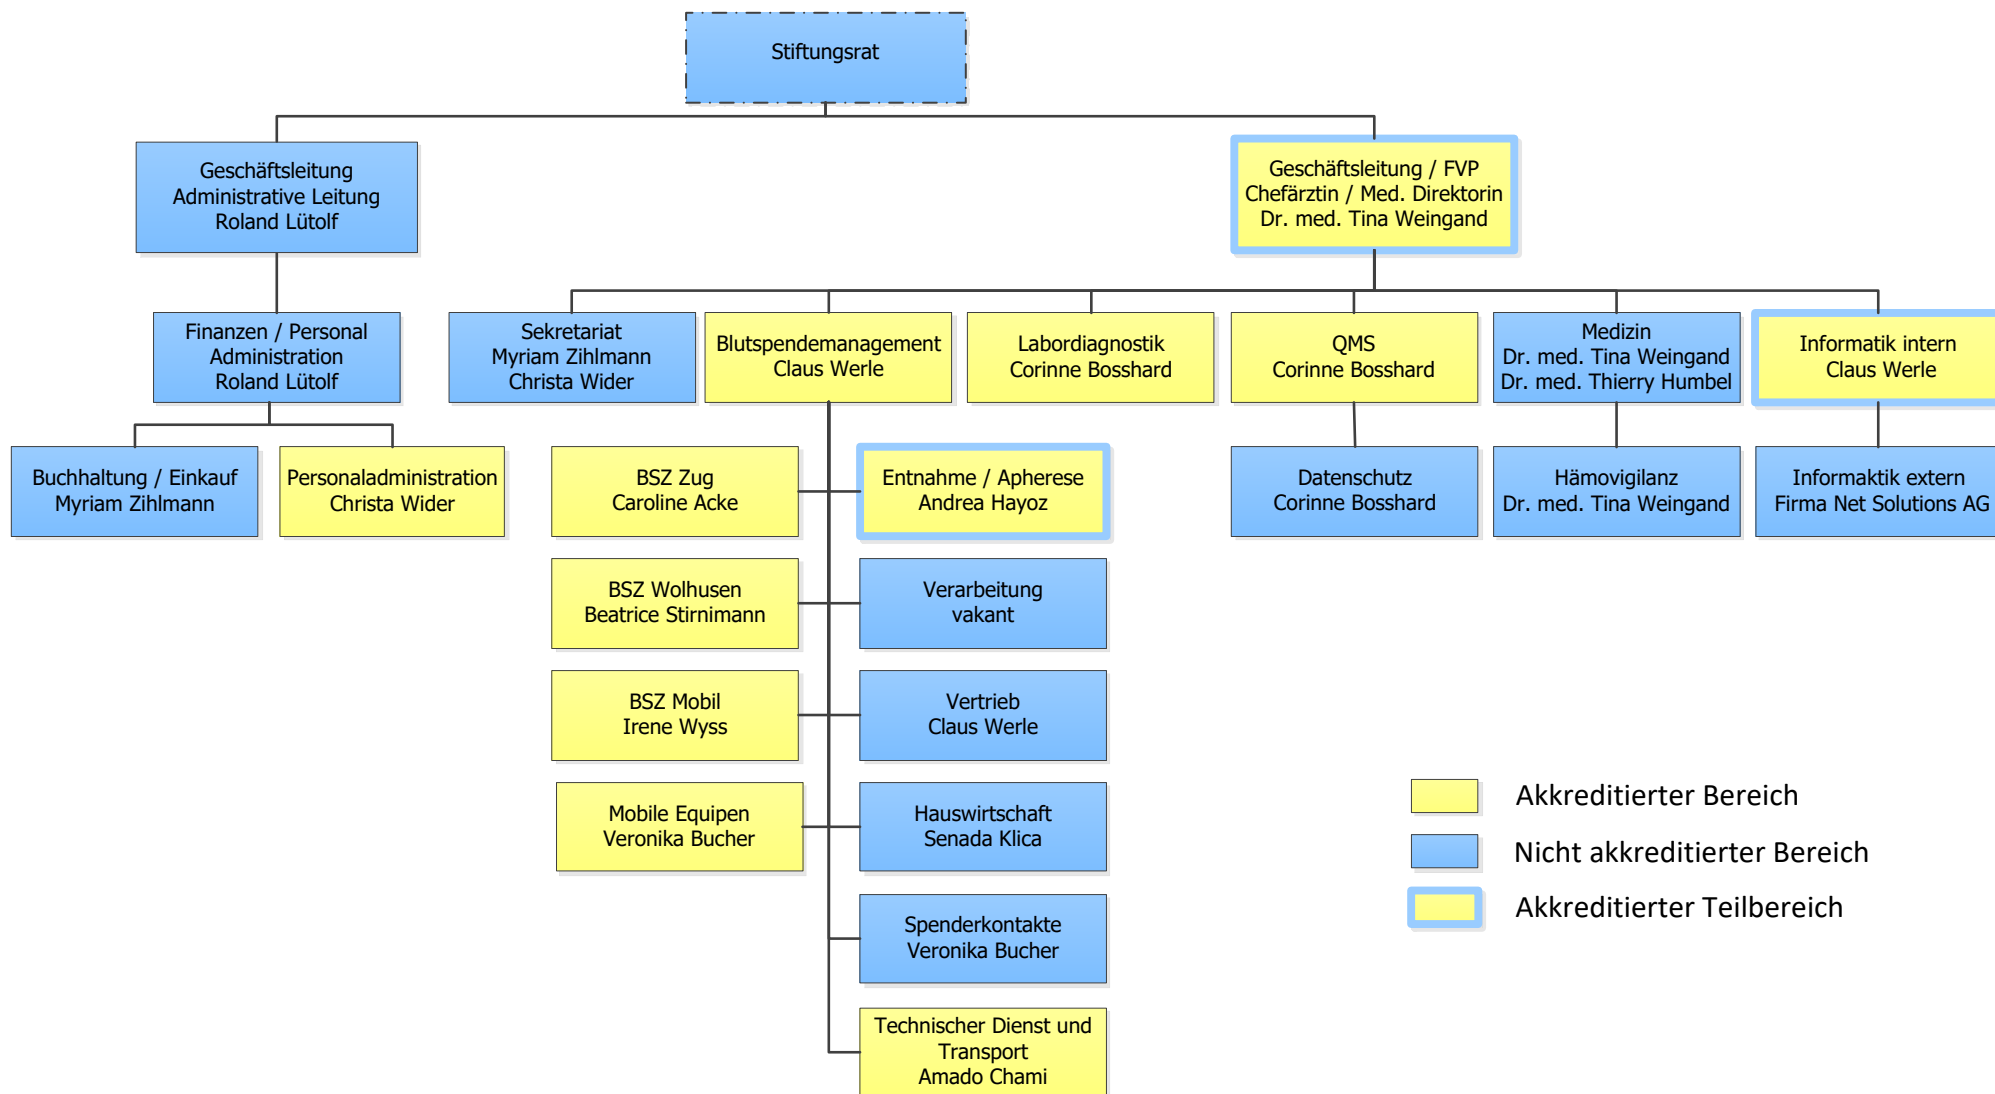 Stiftungsrat
Geschäftsleitung
Administrative Leitung
Roland Lütolf
Geschäftsleitung / FVP
Chefärztin / Med. Direktorin
Dr. med. Tina Weingand
Finanzen / Personal
Administration
Roland Lütolf
Sekretariat
Myriam Zihlmann
Christa Wider
Blutspendemanagement
Claus Werle
Labordiagnostik
Corinne Bosshard
QMS
Corinne Bosshard
Medizin
Dr. med. Tina Weingand
Dr. med. Thierry Humbel
Informatik intern
Claus Werle
Buchhaltung / Einkauf
Myriam Zihlmann
Personaladministration
Christa Wider
BSZ Zug
Caroline Acke
Entnahme / Apherese
Andrea Hayoz
Datenschutz
Corinne Bosshard
Hämovigilanz
Dr. med. Tina Weingand
Informaktik extern
Firma Net Solutions AG
BSZ Wolhusen
Beatrice Stirnimann
Verarbeitung
vakant
BSZ Mobil
Irene Wyss
Vertrieb
Claus Werle
Mobile Equipen
Veronika Bucher
Hauswirtschaft
Senada Klica
Spenderkontakte
Veronika Bucher
Technischer Dienst und
Transport
Amado Chami
Akkreditierter Bereich
Nicht akkreditierter Bereich
Akkreditierter Teilbereich